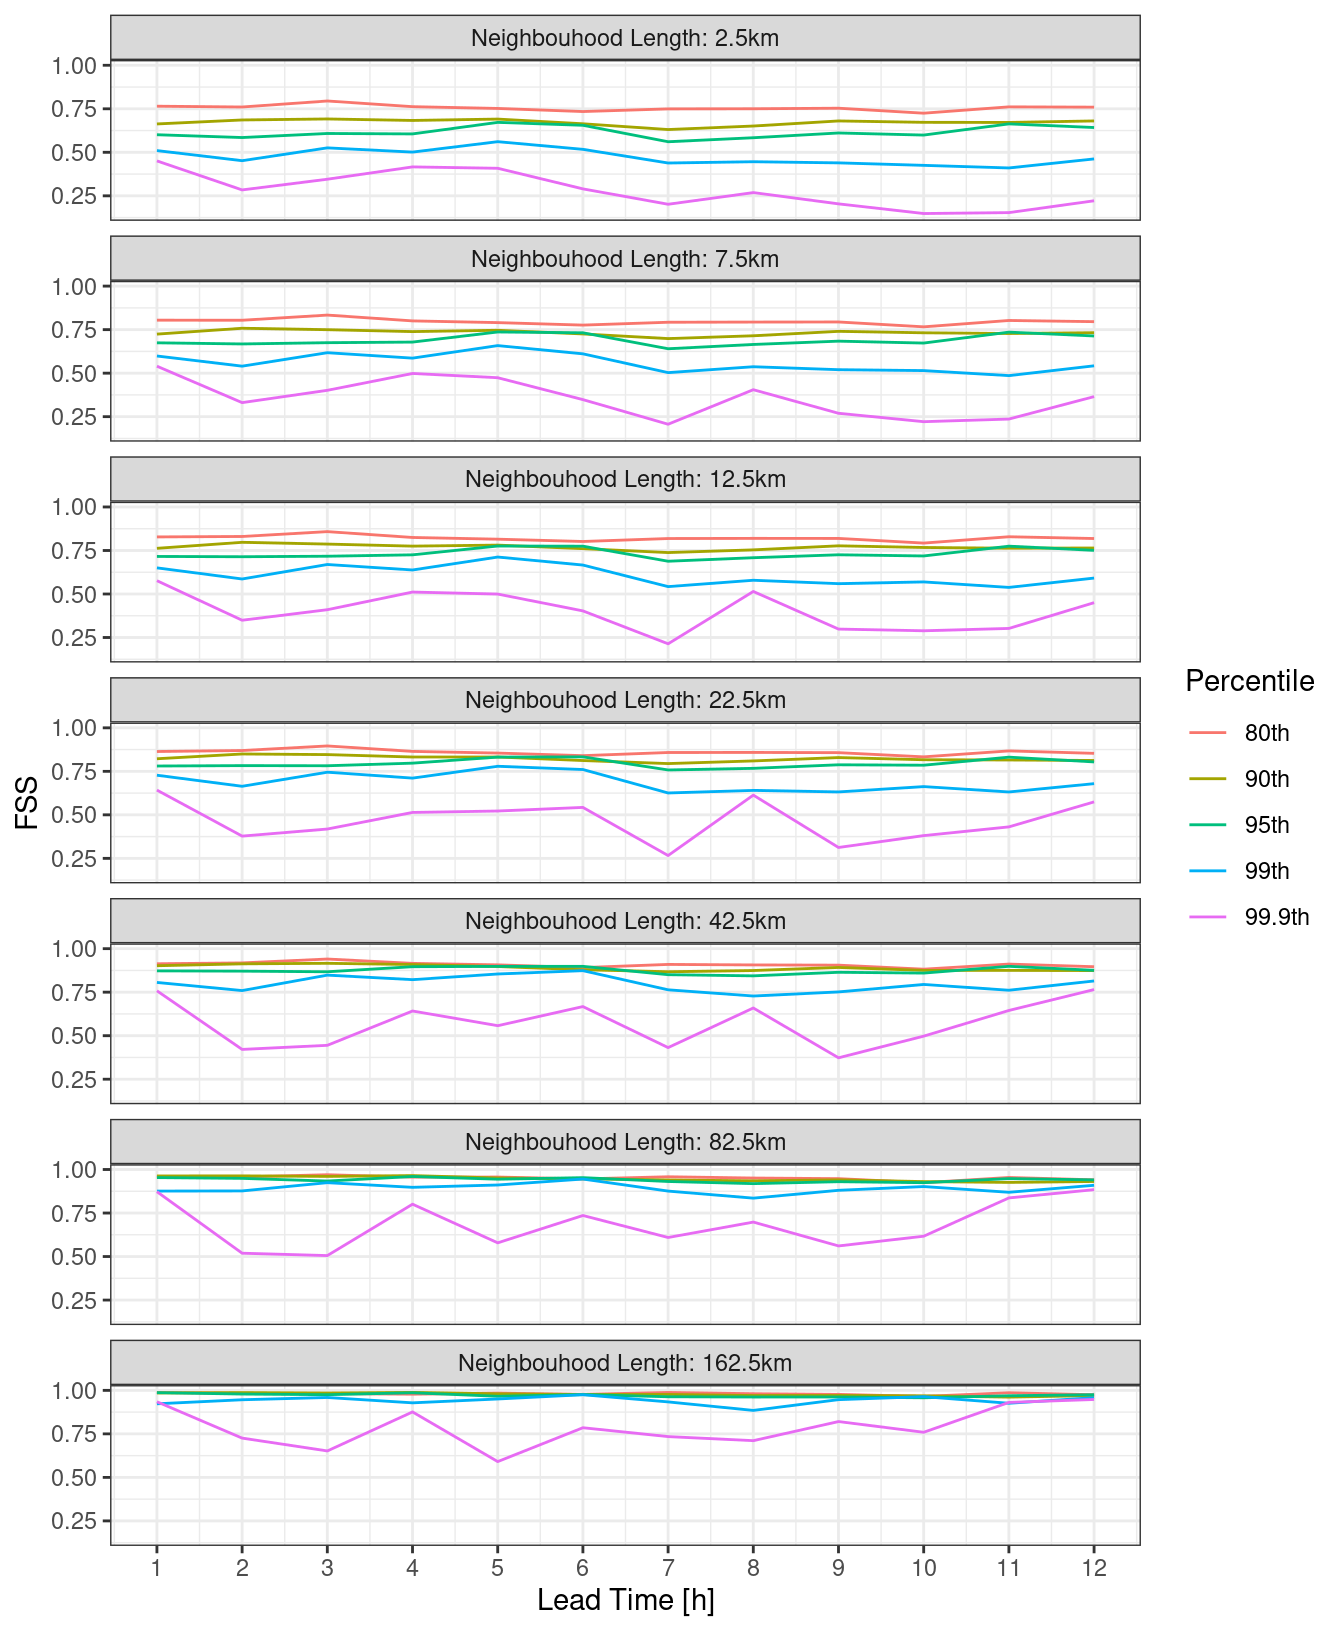 Neighbouhood Length: 2.5km
1.00
0.75
0.50
0.25
Neighbouhood Length: 7.5km
1.00
0.75
0.50
0.25
Neighbouhood Length: 12.5km
1.00
0.75
0.50
0.25
Neighbouhood Length: 22.5km
1.00
0.75
0.50
0.25
Neighbouhood Length: 42.5km
1.00
0.75
0.50
0.25
Neighbouhood Length: 82.5km
1.00
0.75
0.50
0.25
Neighbouhood Length: 162.5km
1.00
0.75
0.50
0.25
1 2 3 4 5 6 7 8 9 10 11 12
Lead Time [h]
FSS
Percentile
80th
90th
95th
99th
99.9th